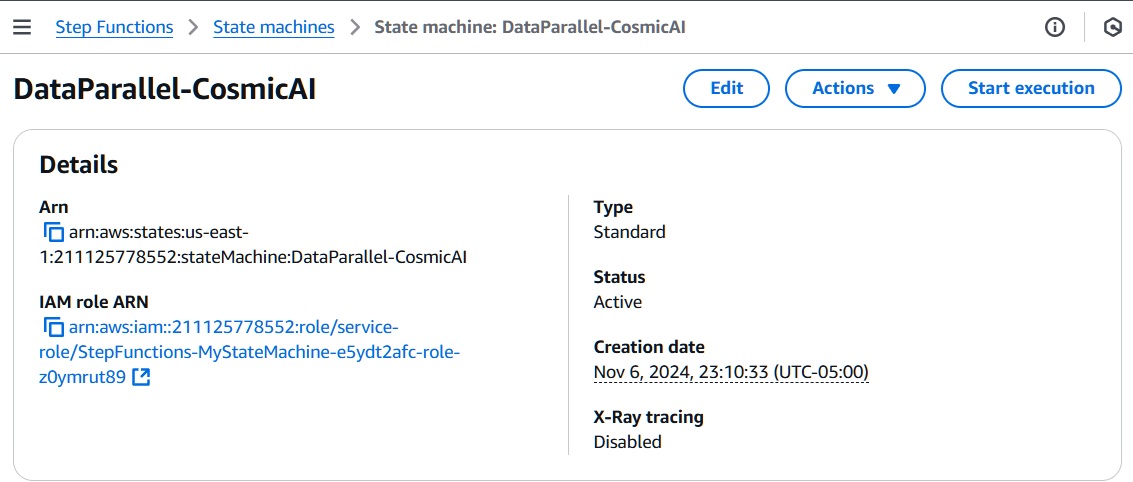 Step Functions > State machines > State machine: DataParallel-CosmicAI
DataParallel-CosmicAI
Edit
Actions
Start execution
Details
Arn
arn:aws:states:us-east-
1:211125778552:stateMachine:DataParallel-CosmicAI
IAM role ARN
arn:aws:iam::211125778552:role/service-
role/StepFunctions-MyStateMachine-e5ydt2afc-role-
z0ymrut89
Type
Standard
Status
Active
Creation date
Nov 6, 2024, 23:10:33 (UTC-05:00)
X-Ray tracing
Disabled